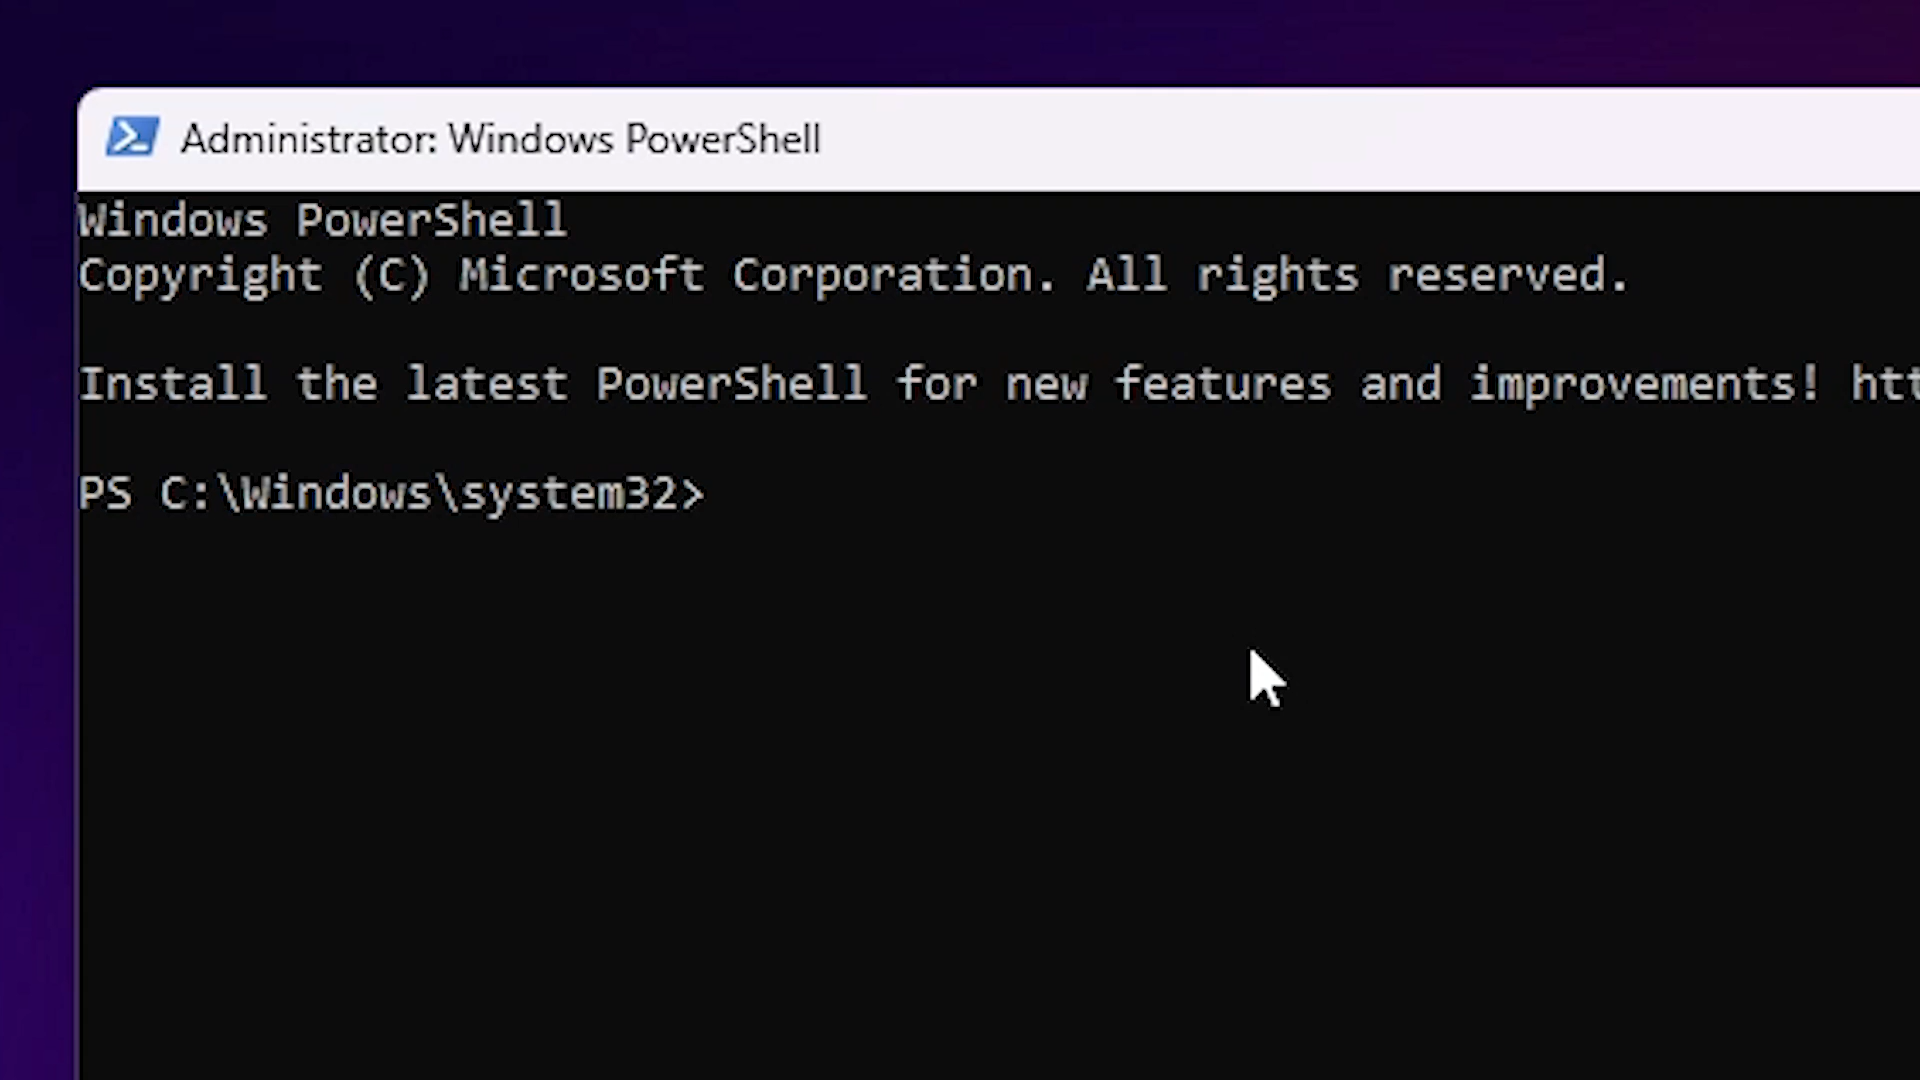 Administrator: Windows PowerShell
Windows PowerShell
Copyright (C) Microsoft Corporation. All rights reserved.
Install the latest PowerShell for new features and improvements! htt
PS C:\Windows\system32>